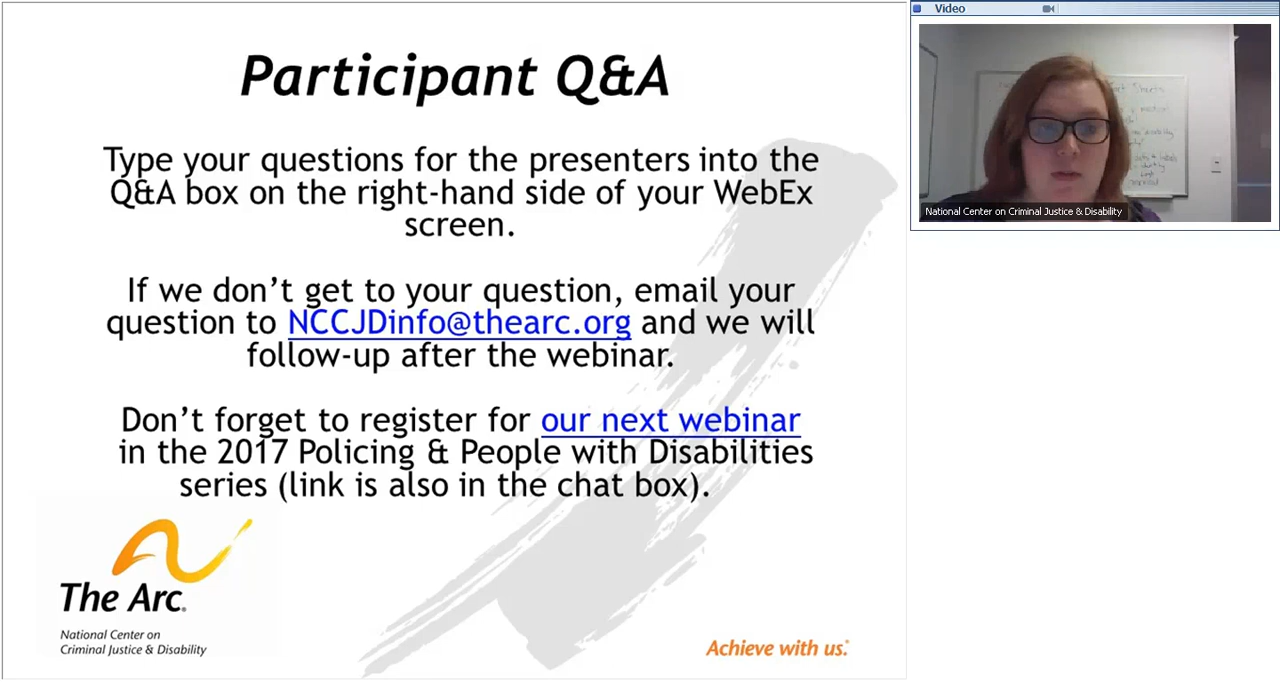 Participant Q&A
Type your questions for the presenters into the
Q&A box on the right-hand side of your WebEx
screen.
If we don’t get to your question, email your
question to NCCJDinfo@thearc.org and we will
follow-up after the webinar.
Don’t forget to register for our next webinar
in the 2017 Policing & People with Disabilities
series (link is also in the chat box).
The Arc.
National Center on
Criminal Justice & Disability
Achieve with us.
Video
National Center on Criminal Justice & Disability